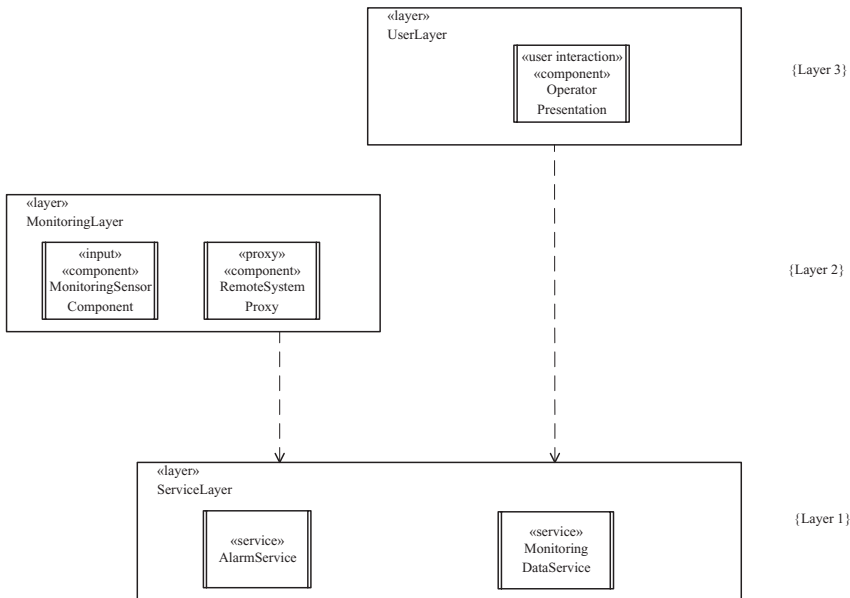 «layer»
UserLayer
«user interaction»
«component»
Operator
Presentation
{Layer 3}
«layer»
MonitoringLayer
«input»
«component»
MonitoringSensor
Component
«proxy»
«component»
RemoteSystem
Proxy
{Layer 2}
«layer»
ServiceLayer
«service»
AlarmService
«service»
Monitoring
DataService
{Layer 1}